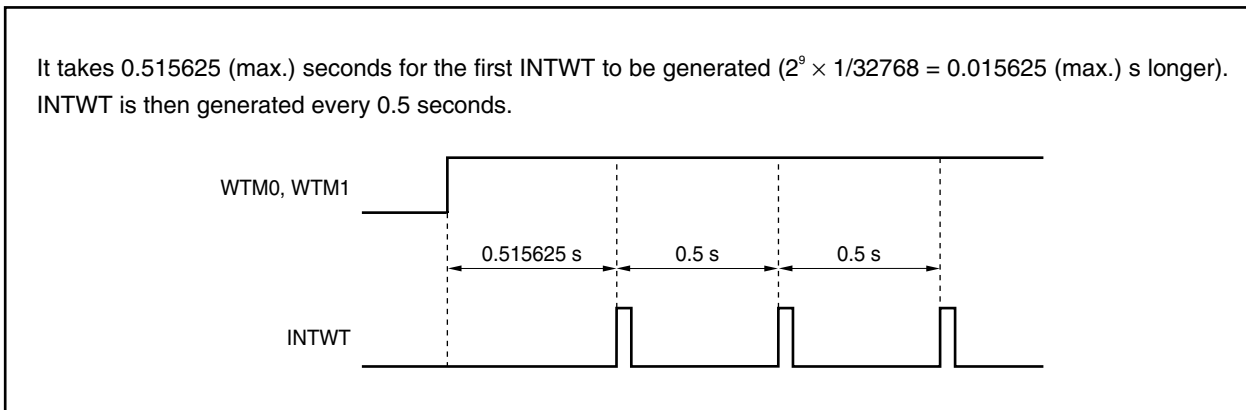 It takes 0.515625 (max.) seconds for the first INTWT to be generated (2⁹ × 1/32768 = 0.015625 (max.) s longer).
INTWT is then generated every 0.5 seconds.
WTM0, WTM1
0.515625 s 0.5 s 0.5 s
INTWT